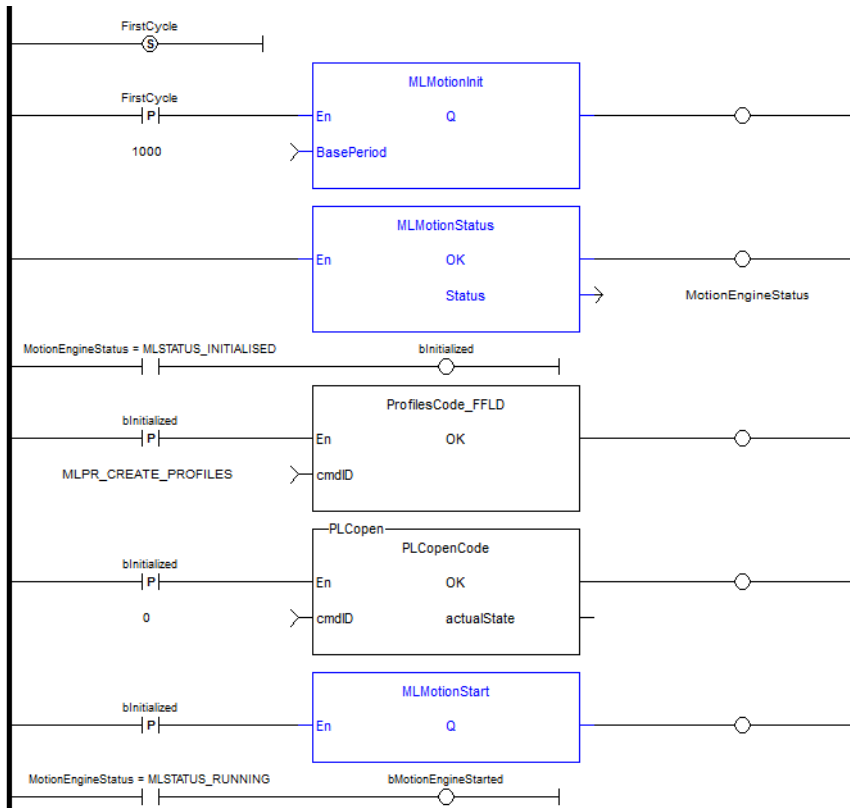 FirstCycle
S
FirstCycle
P
1000
MLMotionInit
En Q
BasePeriod
MLMotionStatus
En OK
Status
MotionEngineStatus
MotionEngineStatus = MLSTATUS_INITIALISED
bInitialized
bInitialized
P
MLPR_CREATE_PROFILES
ProfilesCode_FFLD
En OK
cmdID
PLCopen
bInitialized
P
0
PLCopenCode
En OK
cmdID actualState
bInitialized
P
MLMotionStart
En Q
MotionEngineStatus = MLSTATUS_RUNNING
bMotionEngineStarted